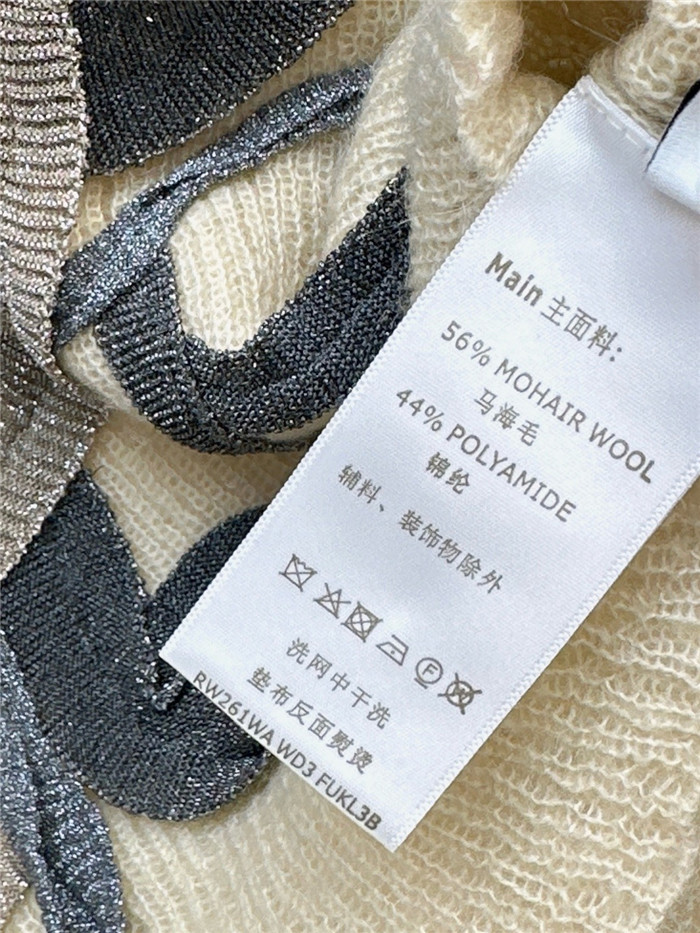 Main 主面料:
56% MOHAIR WOOL
马海毛
44% POLYAMIDE
锦纶
辅料、装饰物除外
洗网中干洗
垫布反面熨烫
RW261WA WD3 FUKL3B